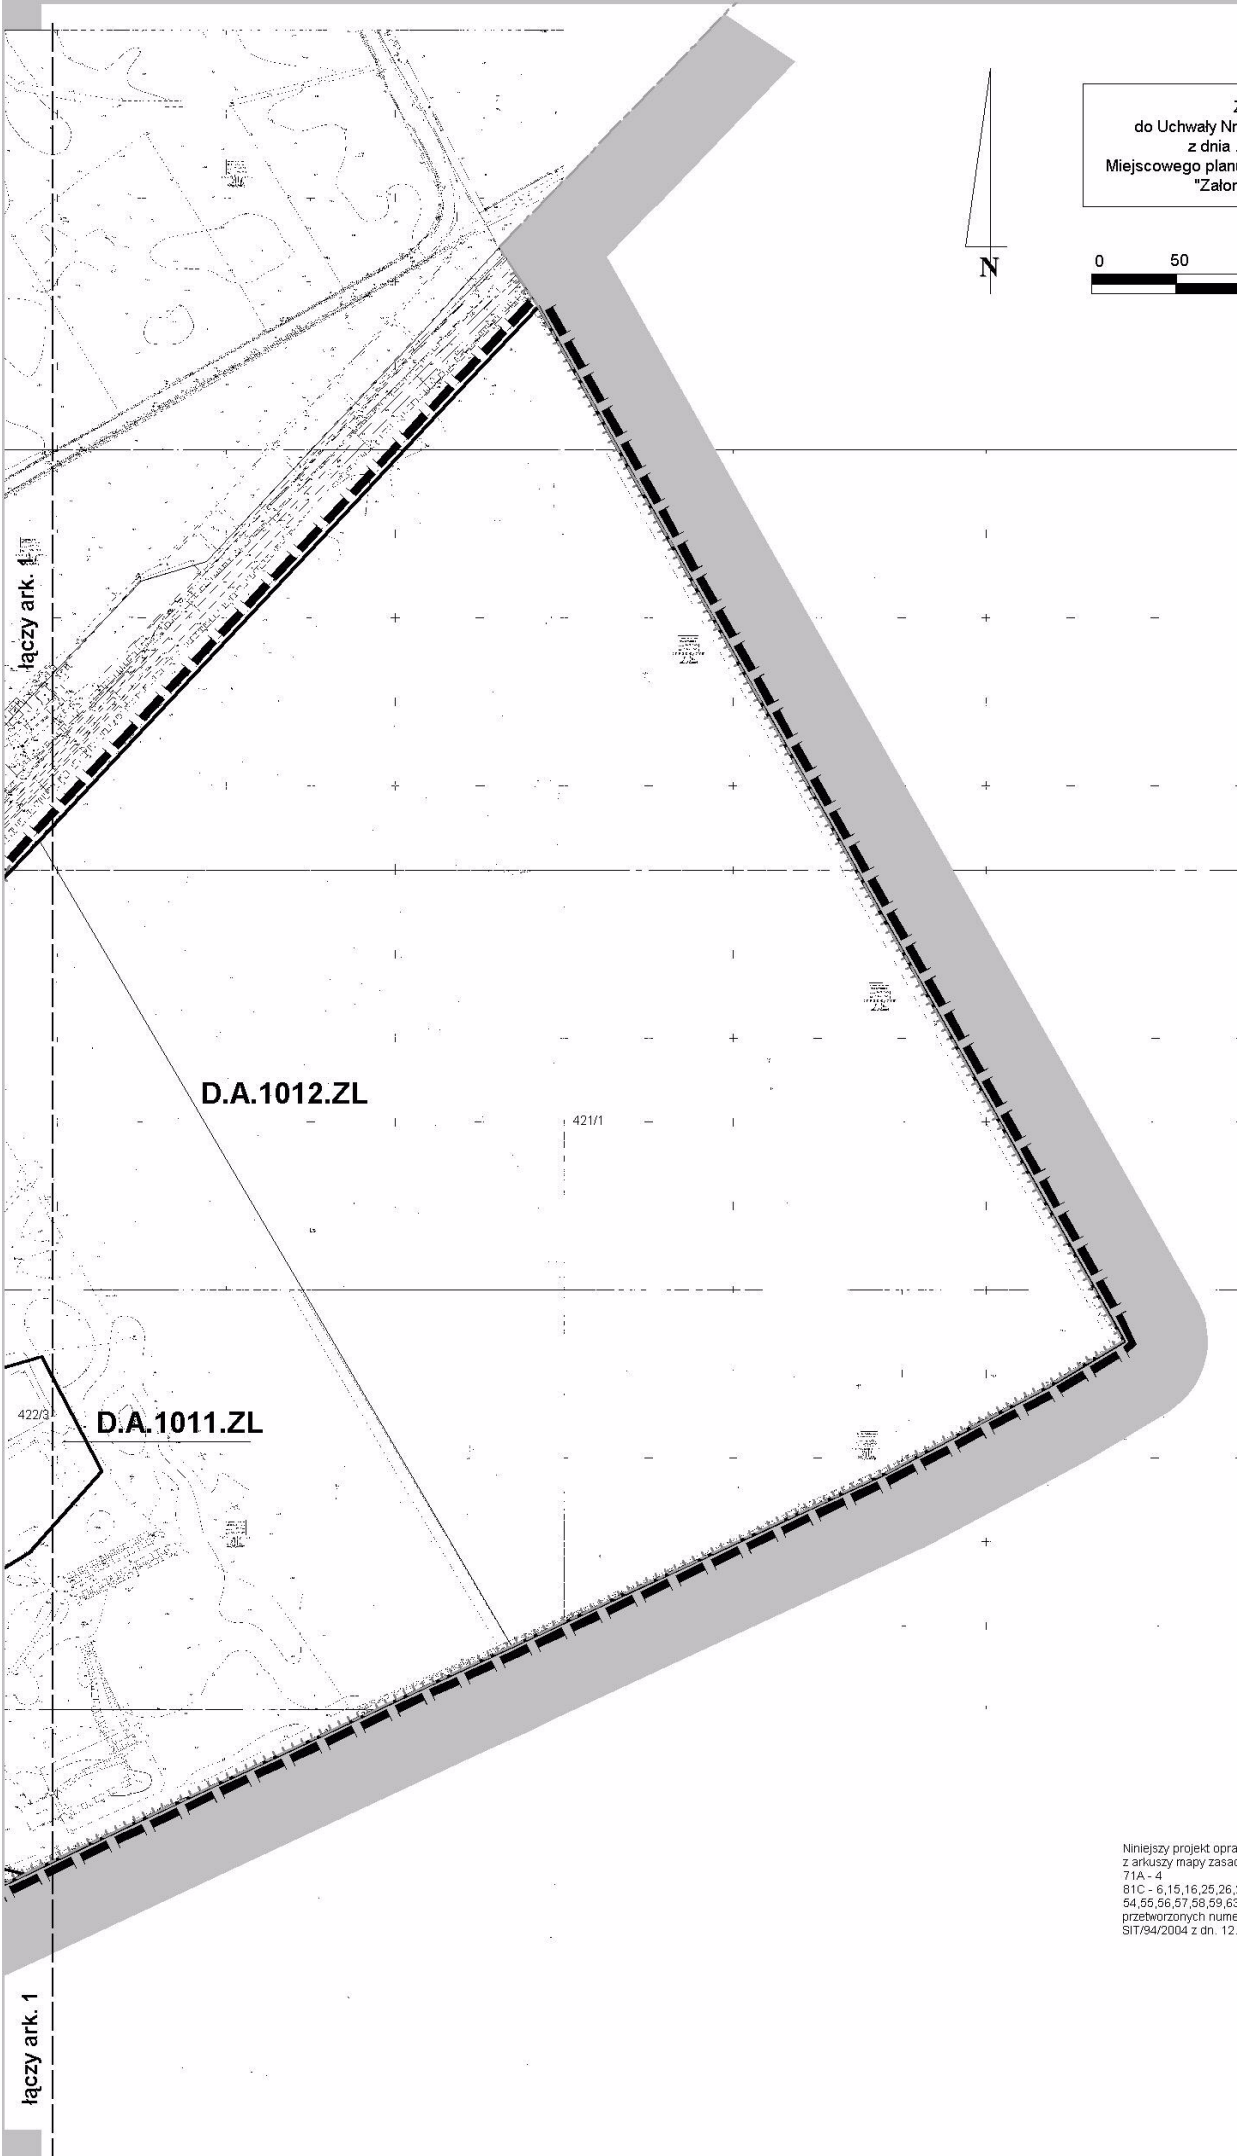 do Uchwały Nr
z dnia
Miejscowego planu
"Załor
N
0 50
łączy ark. 1
D.A.1012.ZL
421/1
422/3
D.A.1011.ZL
Niniejszy projekt opra
z arkuszy mapy zasad
71A - 4
81C - 6,15,16,25,26,
54,55,56,57,58,59,63
przetworzonych nume
SIT/94/2004 z dn. 12.
łączy ark. 1